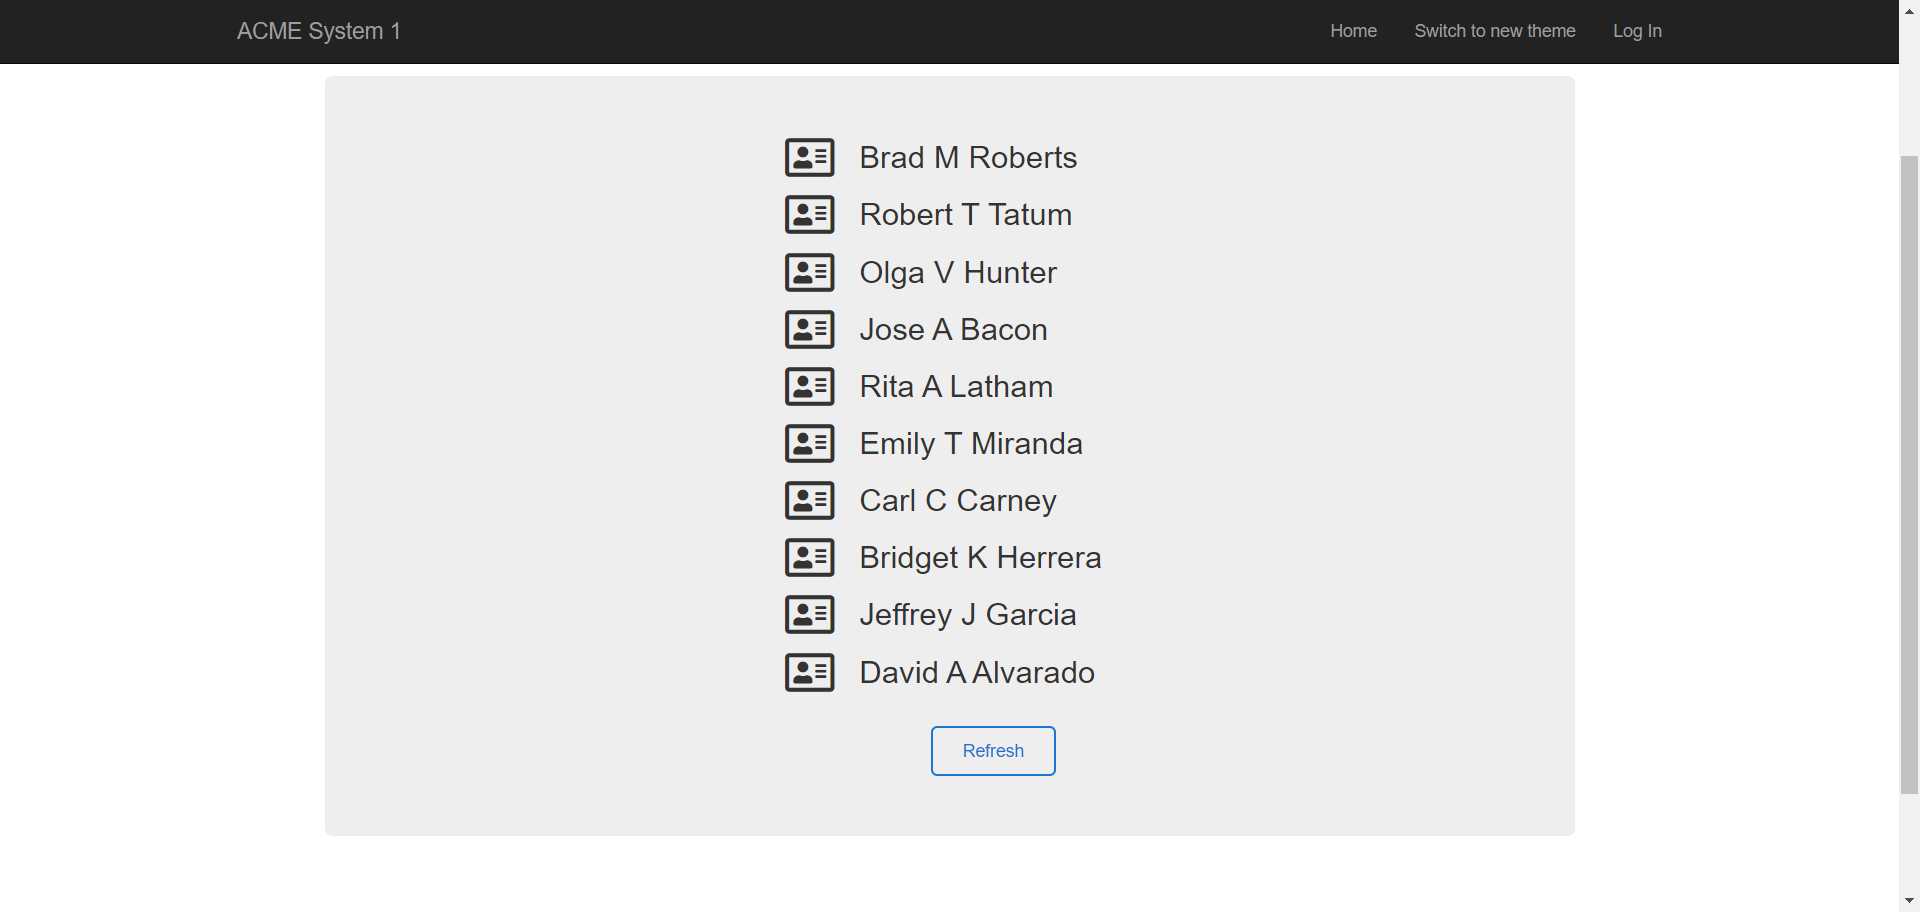 ACME System 1
Home Switch to new theme Log In
Brad M Roberts
Robert T Tatum
Olga V Hunter
Jose A Bacon
Rita A Latham
Emily T Miranda
Carl C Carney
Bridget K Herrera
Jeffrey J Garcia
David A Alvarado
Refresh